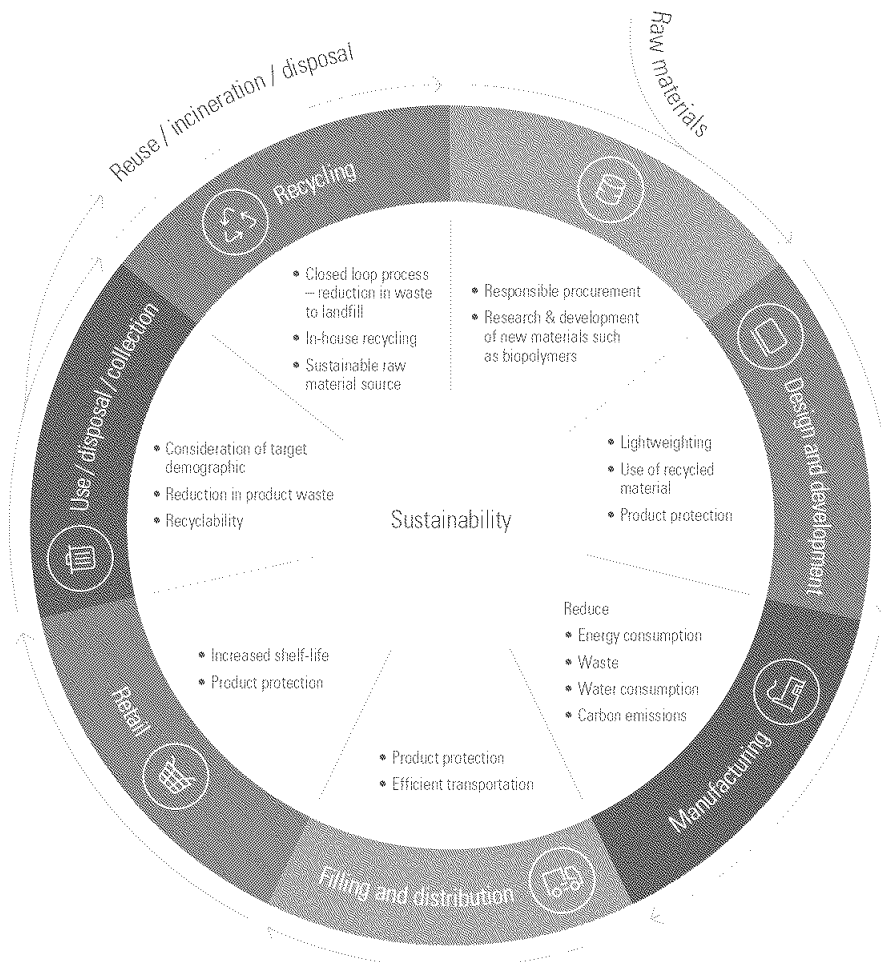 Raw materials
Reuse / incineration / disposal
Recycling
• Closed loop process
– reduction in waste
to landfill
• In-house recycling
• Sustainable raw
material source
• Responsible procurement
• Research & development
of new materials such
as biopolymers
Design and development
• Lightweighting
• Use of recycled
material
• Product protection
Use / disposal / collection
• Consideration of target
demographic
• Reduction in product waste
• Recyclability
Sustainability
Reduce
• Energy consumption
• Waste
• Water consumption
• Carbon emissions
Manufacturing
• Increased shelf-life
• Product protection
Retail
• Product protection
• Efficient transportation
Filling and distribution